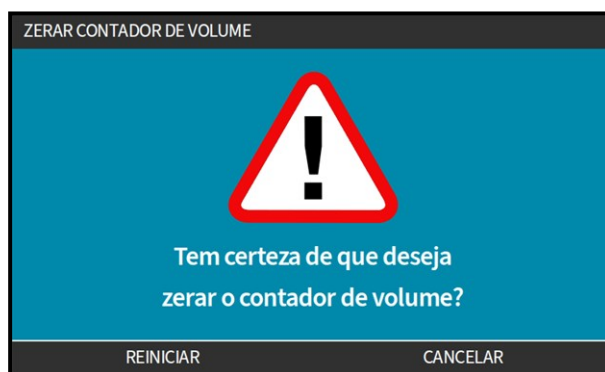 ZERAR CONTADOR DE VOLUME
!
Tem certeza de que deseja
zerar o contador de volume?
REINICIAR CANCELAR